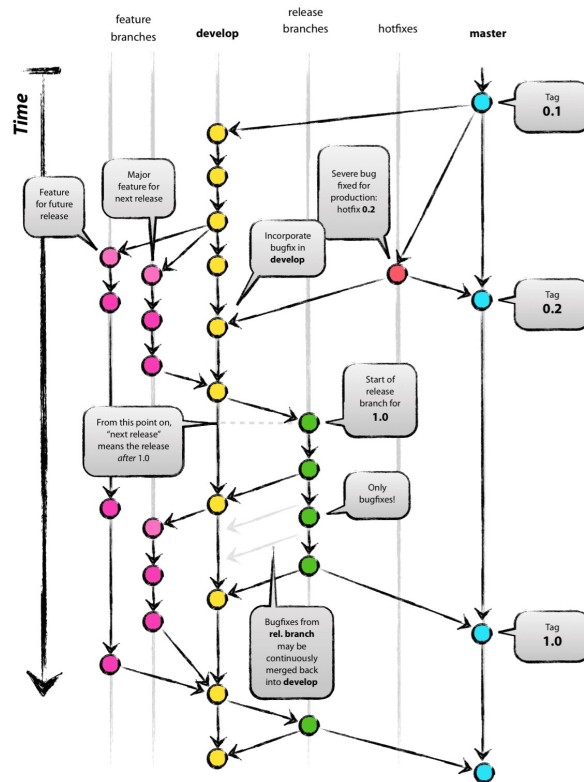 feature
branches
develop
release
branches
hotfixes
master
Time
Tag
0.1
Major
feature for
next release
Feature
for future
release
Severe bug
fixed for
production:
hotfix 0.2
Incorporate
bugfix in
develop
Tag
0.2
Start of
release
branch for
1.0
From this point on,
“next release”
means the release
after 1.0
Only
bugfixes!
Bugfixes from
rel. branch
may be
continuously
merged back
into develop
Tag
1.0